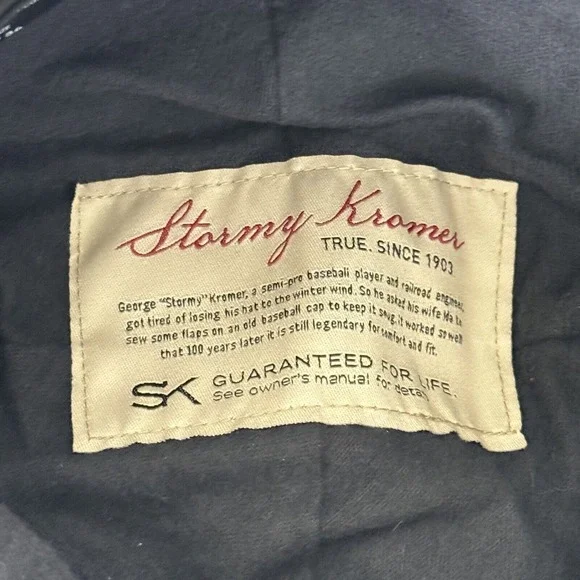 Stormy Kromer
TRUE. SINCE 1903
George "Stormy" Kromer, a semi-pro baseball player and railroad engineer,
got tired of losing his hat to the winter wind. So he asked his wife Ida to
sew some flaps on an old baseball cap to keep it snug. it worked so well
that 100 years later it is still legendary for comfort and fit.
SK GUARANTEED FOR LIFE.
See owner's manual for detail